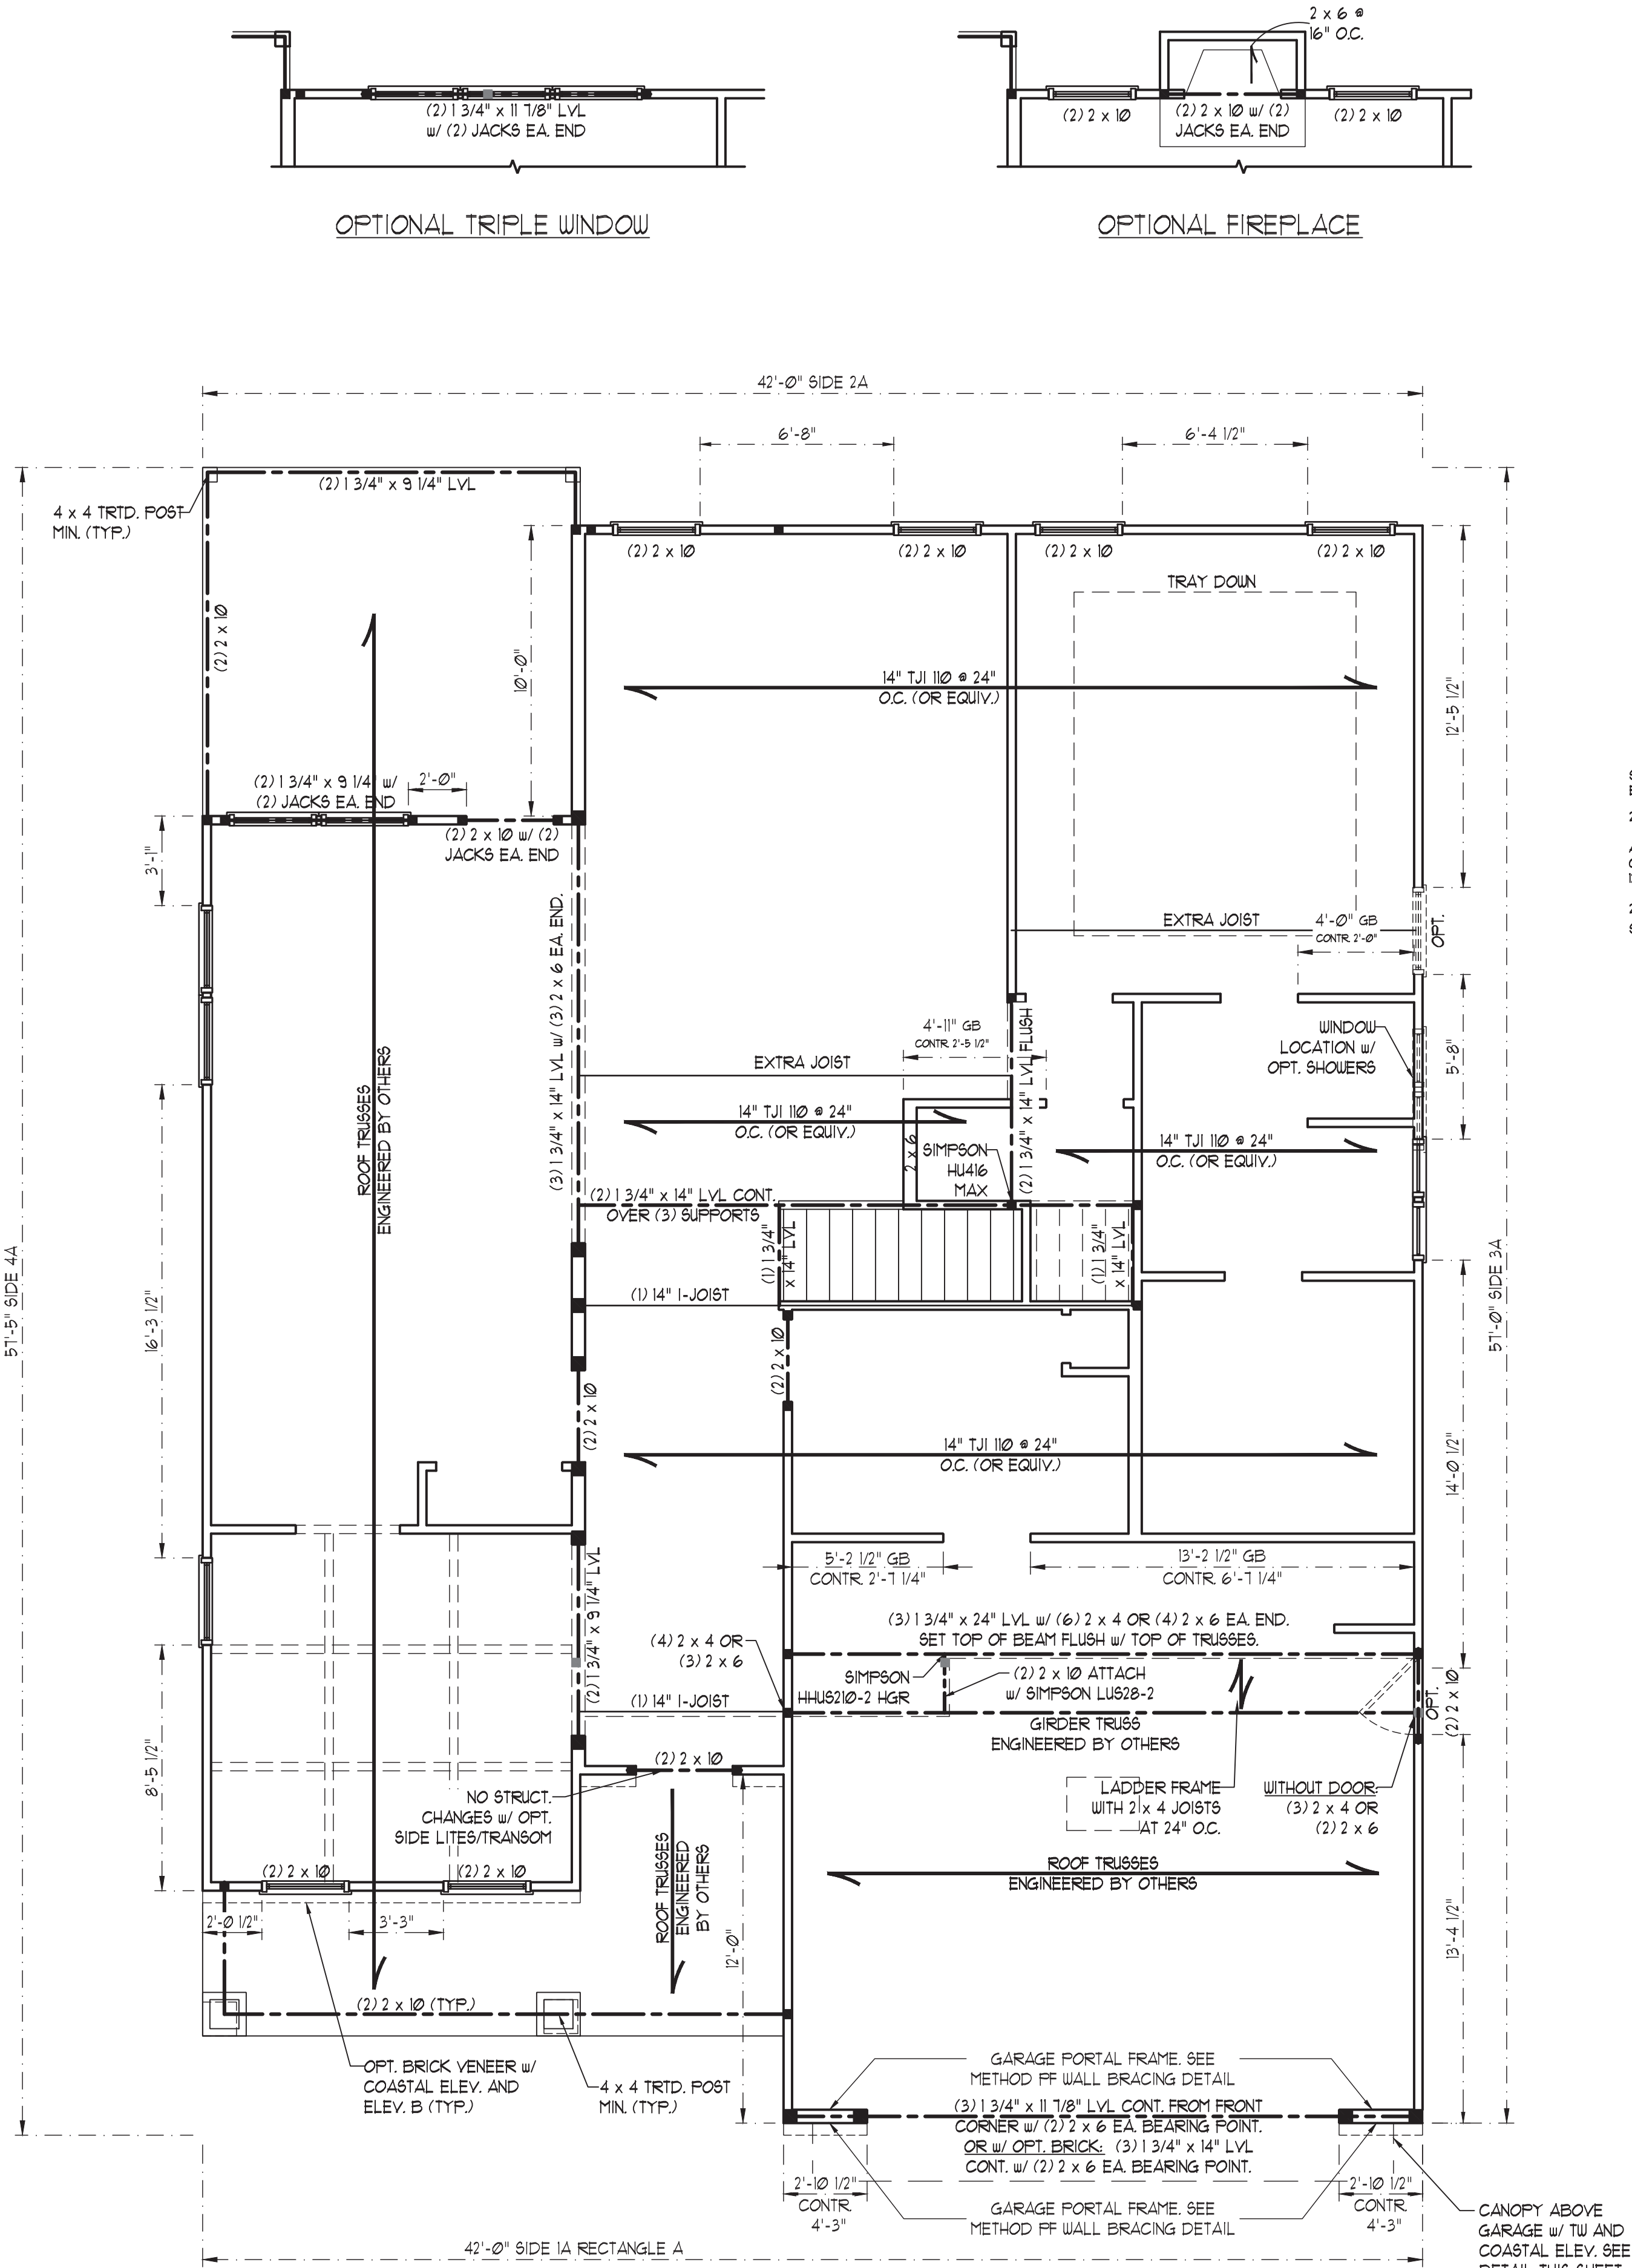 2 x 6 @
16" O.C.
(2) 1 3/4" x 11 7/8" LVL
w/ (2) JACKS EA. END
(2) 2 x 10
(2) 2 x 10 w/ (2)
JACKS EA. END
(2) 2 x 10
OPTIONAL TRIPLE WINDOW
OPTIONAL FIREPLACE
42'-0" SIDE 2A
6'-8"
6'-4 1/2"
(2) 1 3/4" x 9 1/4" LVL
4 x 4 TRTD. POST
MIN. (TYP.)
(2) 2 x 10
(2) 2 x 10
(2) 2 x 10
(2) 2 x 10
TRAY DOWN
(2) 2 x 10
10'-0"
14" TJI 110 @ 24"
O.C. (OR EQUIV.)
12'-5 1/2"
(2) 1 3/4" x 9 1/4" w/
(2) JACKS EA. END
2'-0"
(2) 2 x 10 w/ (2)
JACKS EA. END
3'-1"
(3) 1 3/4" x 14" LVL w/ (3) 2 x 6 EA. END.
EXTRA JOIST
4'-0" GB
CONTR. 2'-0"
OPT.
4'-11" GB
CONTR. 2'-5 1/2"
(2) 1 3/4" x 14" LVL FLUSH
WINDOW
LOCATION w/
OPT. SHOWERS
5'-8"
EXTRA JOIST
ROOF TRUSSES
ENGINEERED BY OTHERS
14" TJI 110 @ 24"
O.C. (OR EQUIV.)
2 x 6
SIMPSON
HU416
MAX
14" TJI 110 @ 24"
O.C. (OR EQUIV.)
(2) 1 3/4" x 14" LVL CONT.
OVER (3) SUPPORTS
(1) 1 3/4"
x 14" LVL
(1) 1 3/4"
x 14" LVL
57'-5" SIDE 4A
57'-0" SIDE 3A
16'-3 1/2"
(1) 14" I-JOIST
(2) 2 x 10
(2) 2 x 10
14" TJI 110 @ 24"
O.C. (OR EQUIV.)
14'-0 1/2"
5'-2 1/2" GB
CONTR. 2'-7 1/4"
13'-2 1/2" GB
CONTR. 6'-7 1/4"
(2) 1 3/4" x 9 1/4" LVL
(3) 1 3/4" x 24" LVL w/ (6) 2 x 4 OR (4) 2 x 6 EA. END.
SET TOP OF BEAM FLUSH w/ TOP OF TRUSSES.
(4) 2 x 4 OR
(3) 2 x 6
SIMPSON
HHUS210-2 HGR
(2) 2 x 10 ATTACH
w/ SIMPSON LUS28-2
OPT.
(2) 2 x 10
(1) 14" I-JOIST
GIRDER TRUSS
ENGINEERED BY OTHERS
8'-5 1/2"
(2) 2 x 10
NO STRUCT.
CHANGES w/ OPT.
SIDE LITES/TRANSOM
LADDER FRAME
WITH 2 x 4 JOISTS
AT 24" O.C.
WITHOUT DOOR:
(3) 2 x 4 OR
(2) 2 x 6
(2) 2 x 10
(2) 2 x 10
ROOF TRUSSES
ENGINEERED
BY OTHERS
ROOF TRUSSES
ENGINEERED BY OTHERS
2'-0 1/2"
3'-3"
12'-0"
13'-4 1/2"
(2) 2 x 10 (TYP.)
OPT. BRICK VENEER w/
COASTAL ELEV. AND
ELEV. B (TYP.)
4 x 4 TRTD. POST
MIN. (TYP.)
GARAGE PORTAL FRAME. SEE
METHOD PF WALL BRACING DETAIL
(3) 1 3/4" x 11 7/8" LVL CONT. FROM FRONT
CORNER w/ (2) 2 x 6 EA. BEARING POINT.
OR w/ OPT. BRICK: (3) 1 3/4" x 14" LVL
CONT. w/ (2) 2 x 6 EA. BEARING POINT.
2'-10 1/2"
CONTR.
4'-3"
2'-10 1/2"
CONTR.
4'-3"
GARAGE PORTAL FRAME. SEE
METHOD PF WALL BRACING DETAIL
CANOPY ABOVE
GARAGE w/ TW AND
COASTAL ELEV. SEE
42'-0" SIDE 1A RECTANGLE A